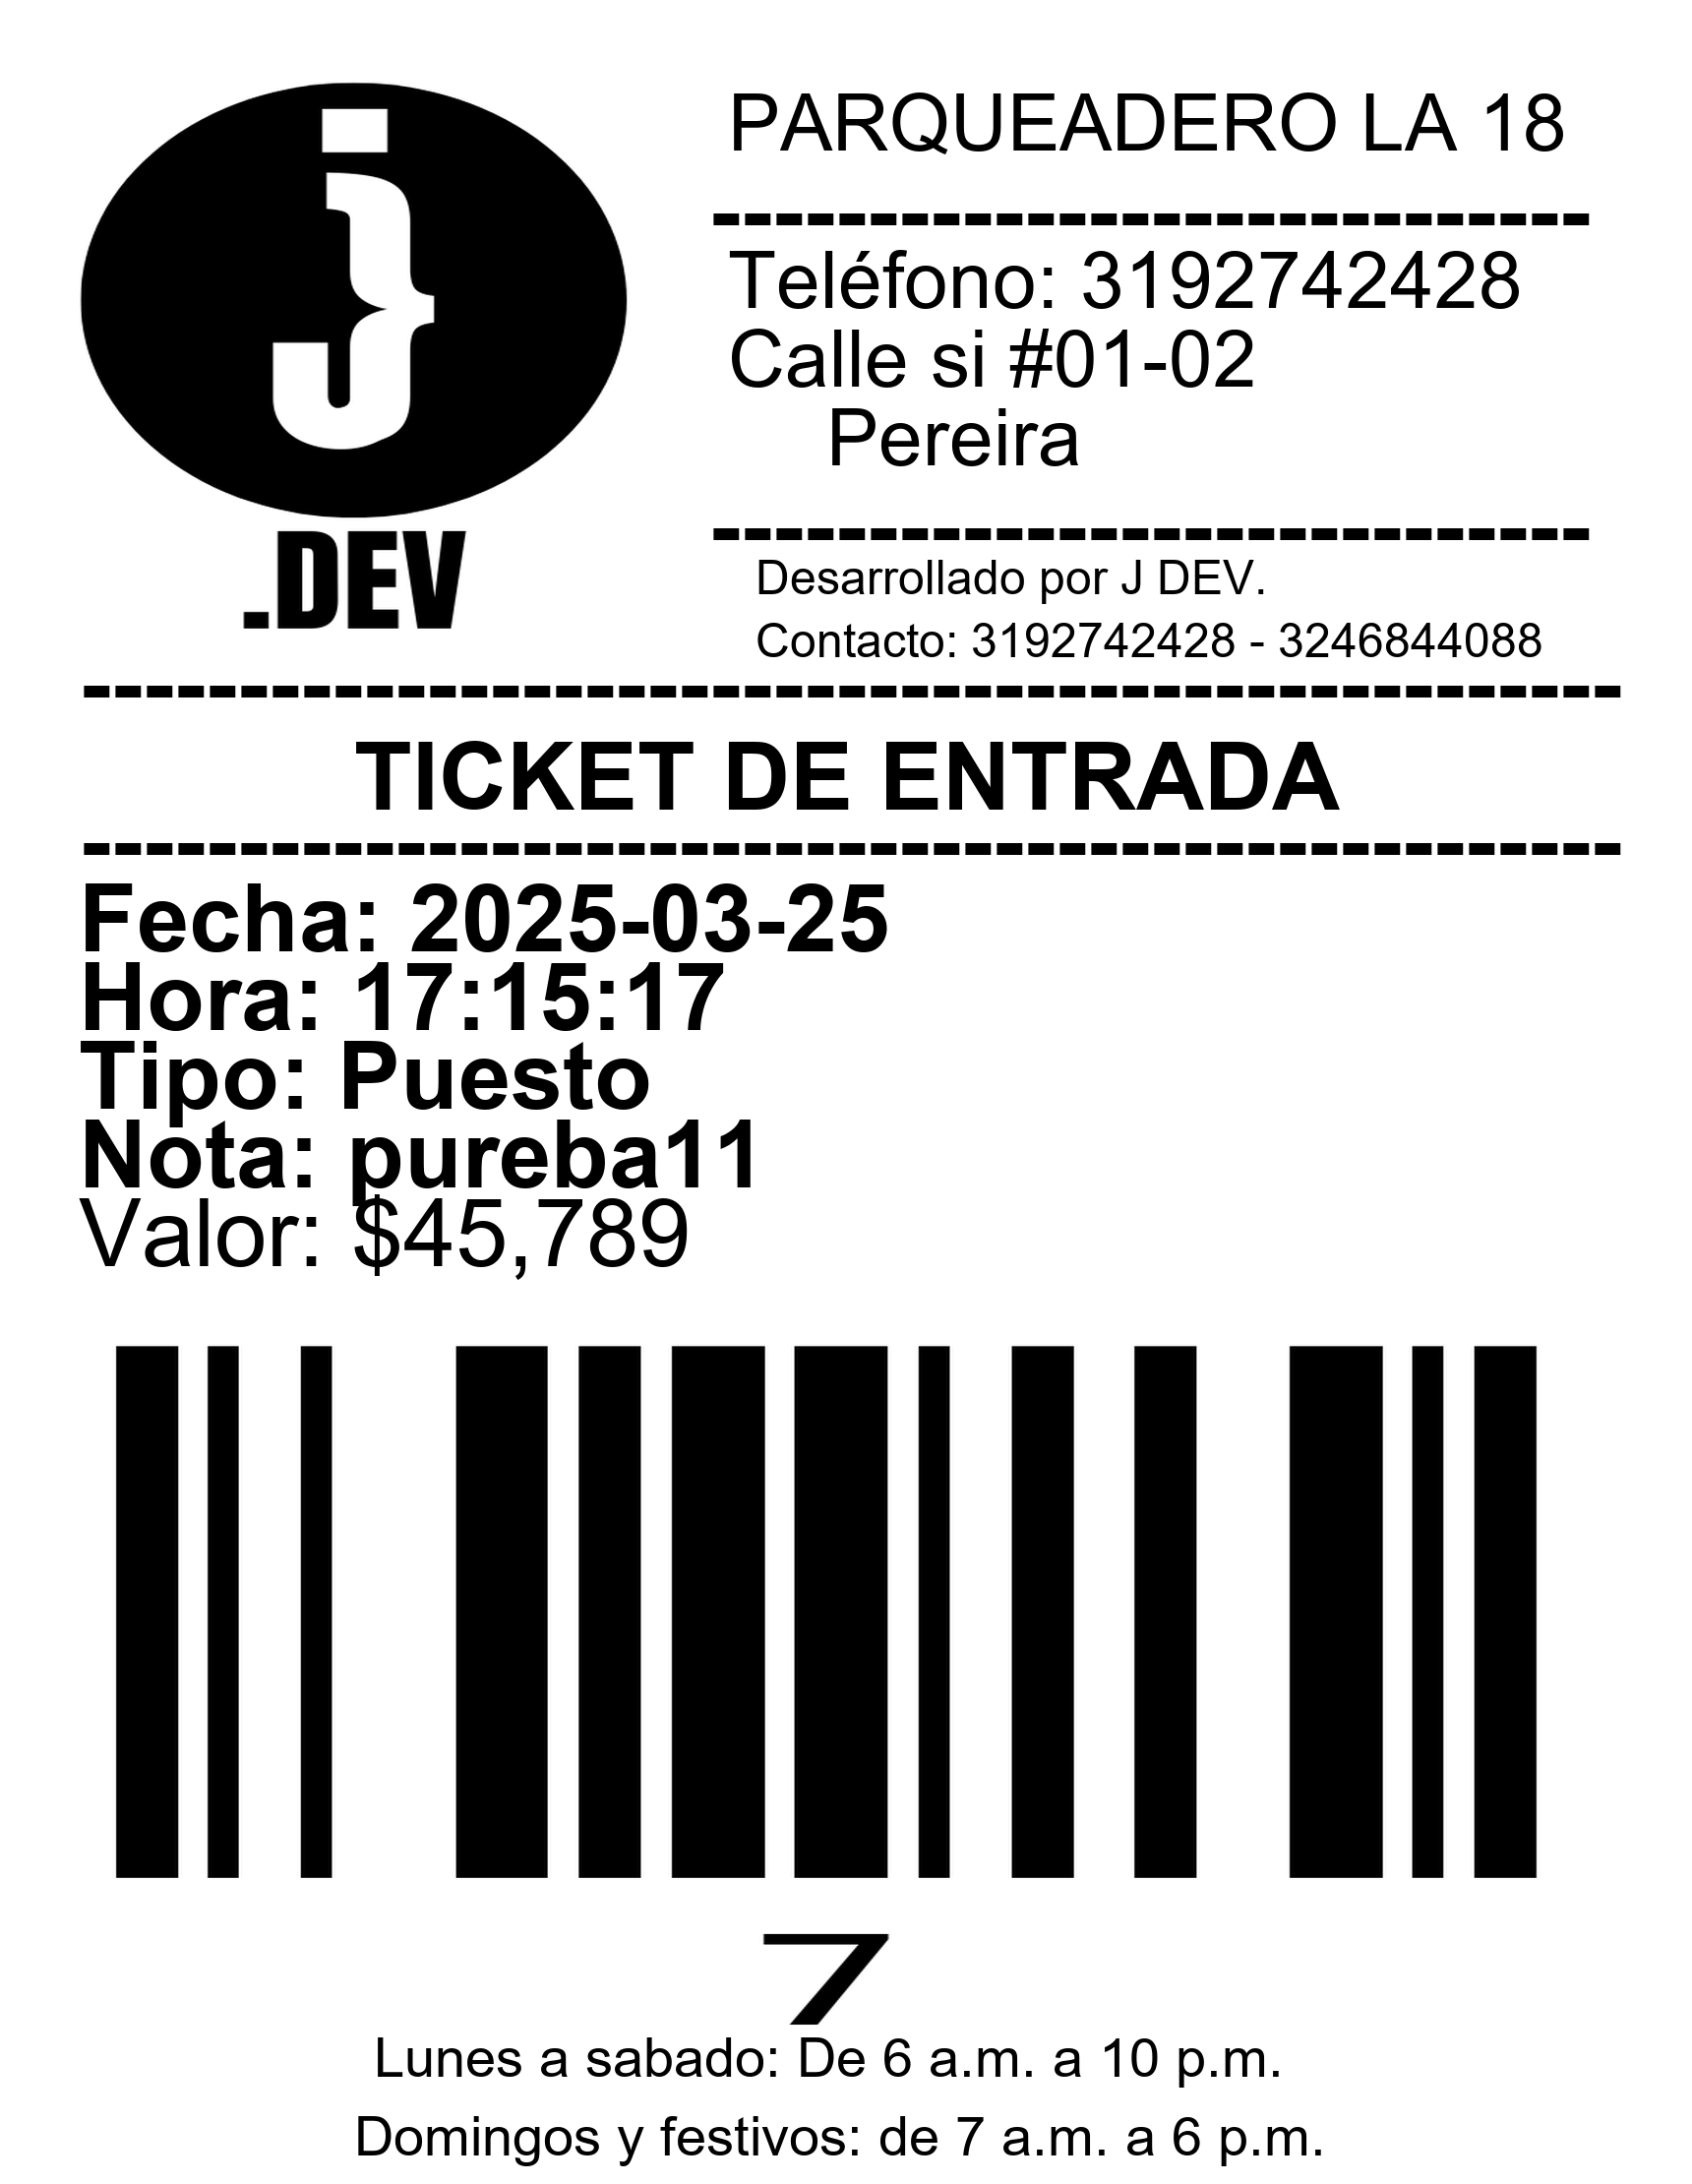 j
.DEV
PARQUEADERO LA 18
----------------------------
Teléfono: 3192742428
Calle si #01-02
Pereira
----------------------------
Desarrollado por J DEV.
Contacto: 3192742428 - 3246844088
-------------------------------------------------
TICKET DE ENTRADA
-------------------------------------------------
Fecha: 2025-03-25
Hora: 17:15:17
Tipo: Puesto
Nota: pureba11
Valor: $45,789
7
Lunes a sabado: De 6 a.m. a 10 p.m.
Domingos y festivos: de 7 a.m. a 6 p.m.